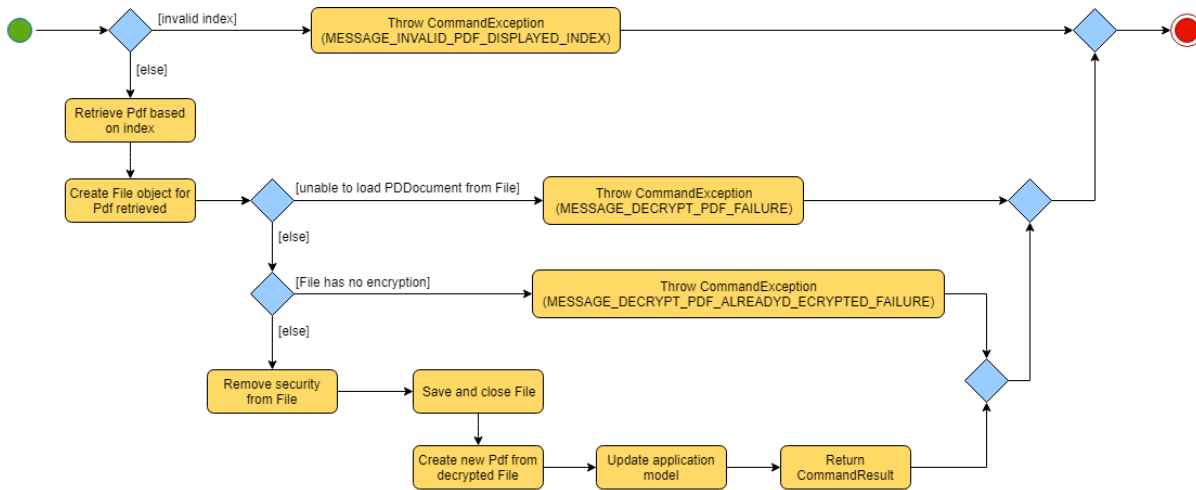 [invalid index]
Throw CommandException
(MESSAGE_INVALID_PDF_DISPLAYED_INDEX)
[else]
Retrieve Pdf based
on index
Create File object for
Pdf retrieved
[unable to load PDDocument from File]
Throw CommandException
(MESSAGE_DECRYPT_PDF_FAILURE)
[else]
[File has no encryption]
Throw CommandException
(MESSAGE_DECRYPT_PDF_ALREADYD_ECRYPTED_FAILURE)
[else]
Remove security
from File
Save and close File
Create new Pdf from
decrypted File
Update application
model
Return
CommandResult